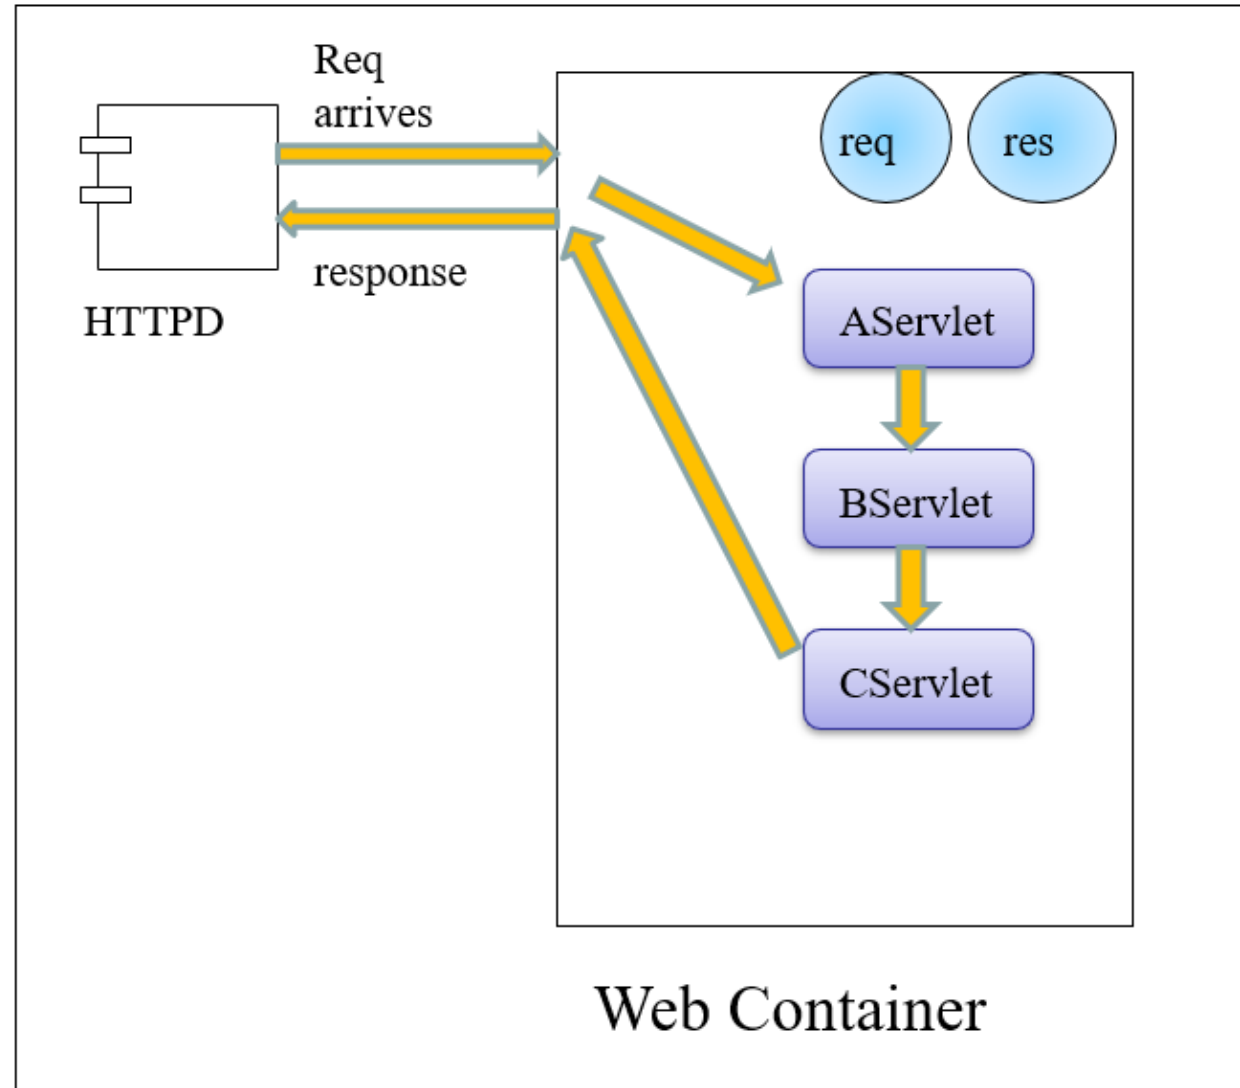 Req
arrives
req
res
response
HTTPD
AServlet
BServlet
CServlet
Web Container